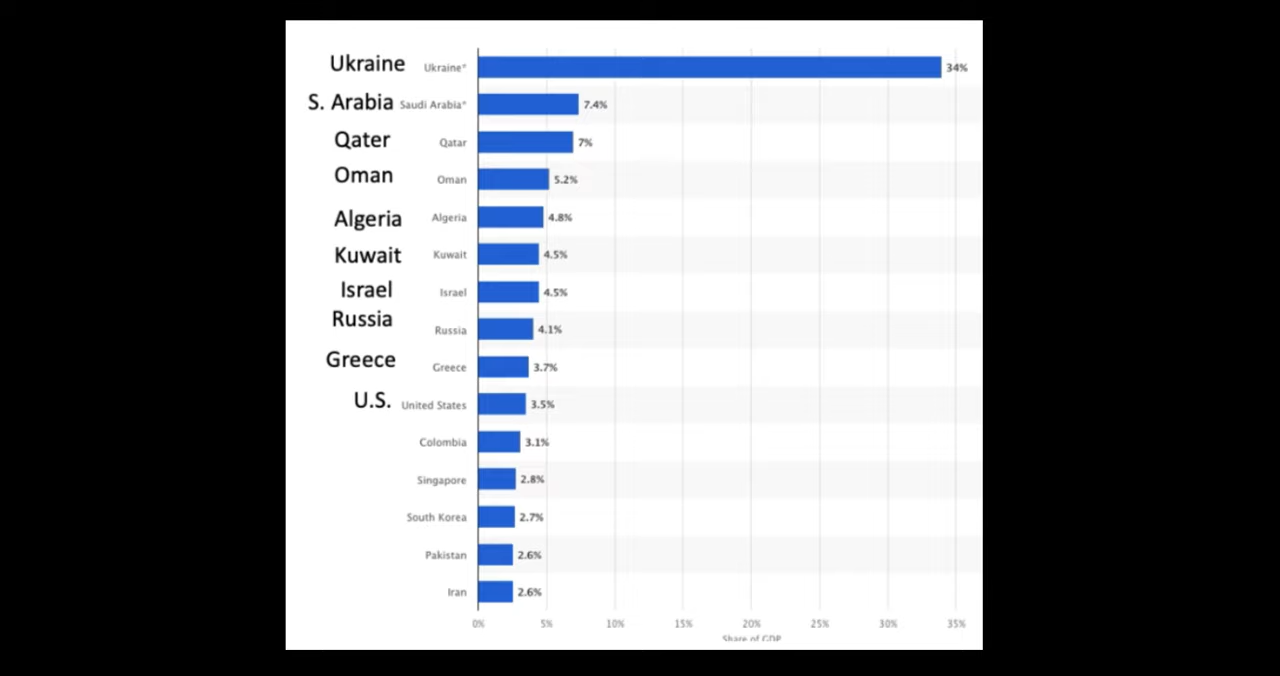 Ukraine Ukraine* 34%
S. Arabia Saudi Arabia* 7.4%
Qater Qatar 7%
Oman Oman 5.2%
Algeria Algeria 4.8%
Kuwait Kuwait 4.5%
Israel Israel 4.5%
Russia Russia 4.1%
Greece Greece 3.7%
U.S. United States 3.5%
Colombia 3.1%
Singapore 2.8%
South Korea 2.7%
Pakistan 2.6%
Iran 2.6%
0% 5% 10% 15% 20% 25% 30% 35%
Share of GDP